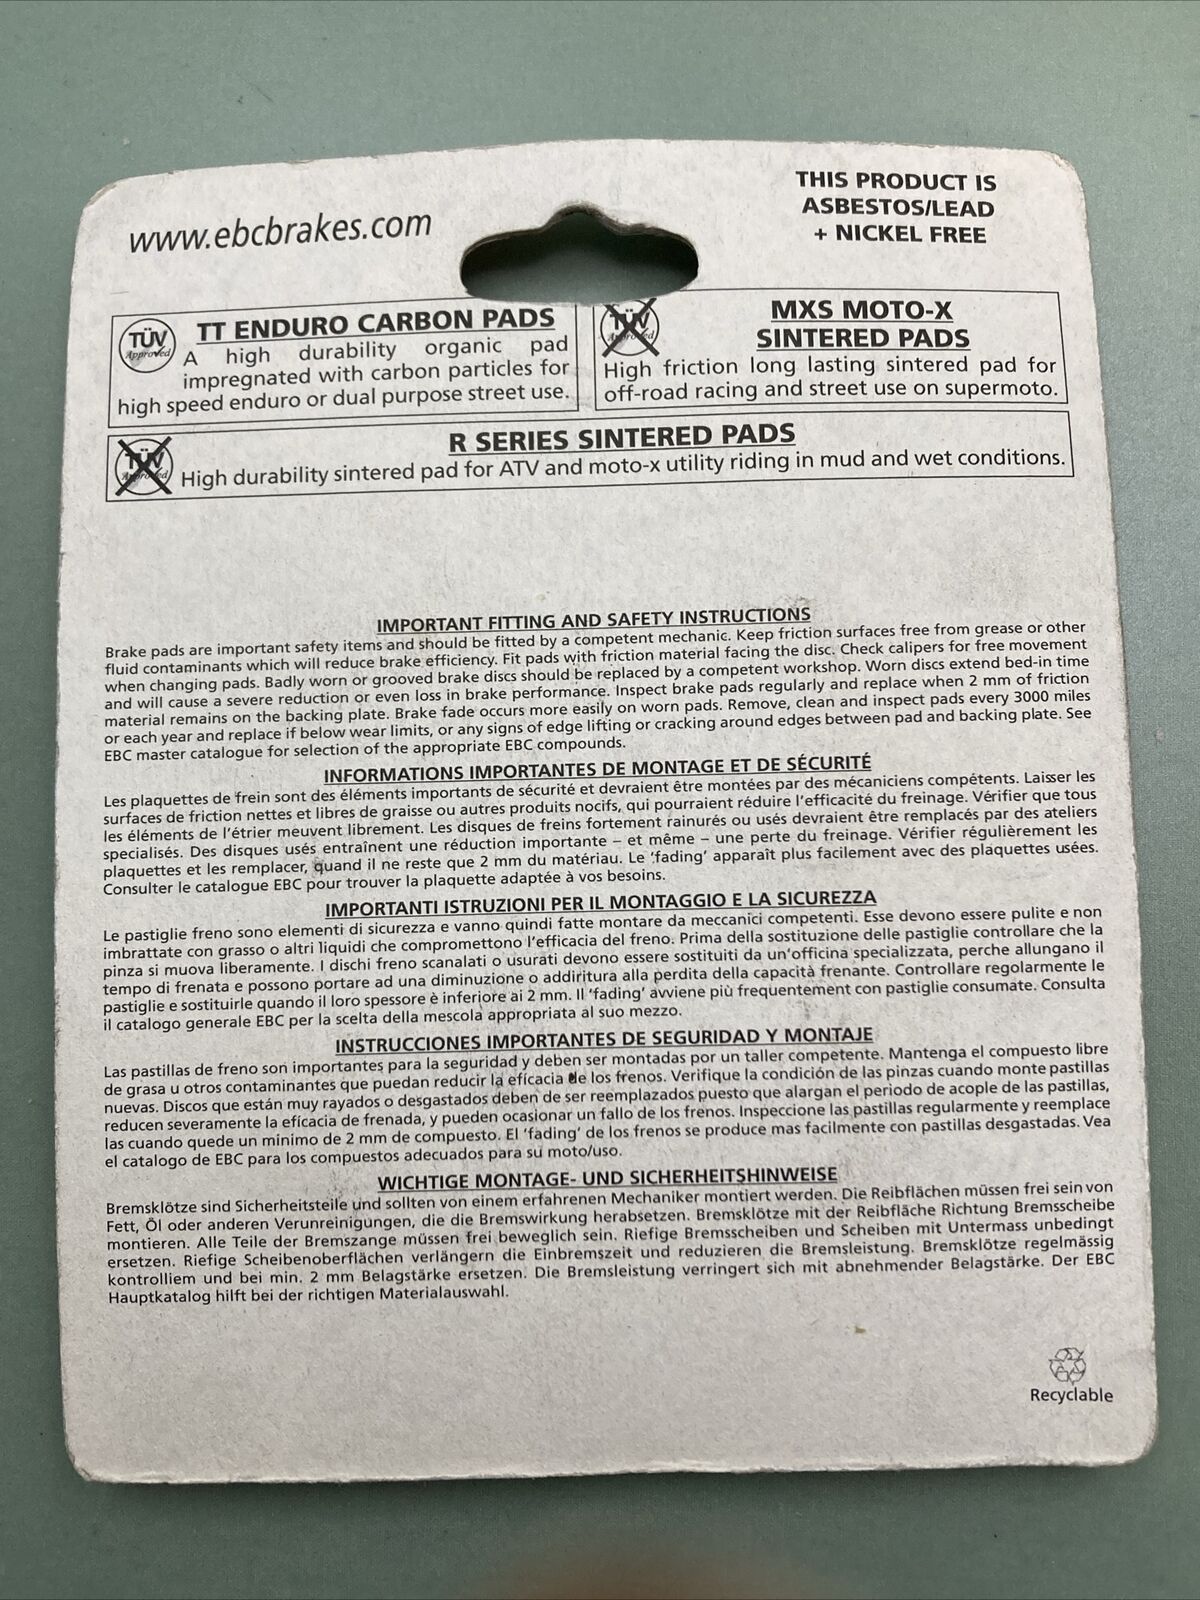 www.ebcbrakes.com
THIS PRODUCT IS
ASBESTOS/LEAD
+ NICKEL FREE
TÜV
Approved
TT ENDURO CARBON PADS
A high durability organic pad
impregnated with carbon particles for
high speed enduro or dual purpose street use.
TÜV
Approved
MXS MOTO-X
SINTERED PADS
High friction long lasting sintered pad for
off-road racing and street use on supermoto.
TÜV
Approved
R SERIES SINTERED PADS
High durability sintered pad for ATV and moto-x utility riding in mud and wet conditions.
IMPORTANT FITTING AND SAFETY INSTRUCTIONS
Brake pads are important safety items and should be fitted by a competent mechanic. Keep friction surfaces free from grease or other
fluid contaminants which will reduce brake efficiency. Fit pads with friction material facing the disc. Check calipers for free movement
when changing pads. Badly worn or grooved brake discs should be replaced by a competent workshop. Worn discs extend bed-in time
and will cause a severe reduction or even loss in brake performance. Inspect brake pads regularly and replace when 2 mm of friction
material remains on the backing plate. Brake fade occurs more easily on worn pads. Remove, clean and inspect pads every 3000 miles
or each year and replace if below wear limits, or any signs of edge lifting or cracking around edges between pad and backing plate. See
EBC master catalogue for selection of the appropriate EBC compounds.
INFORMATIONS IMPORTANTES DE MONTAGE ET DE SÉCURITÉ
Les plaquettes de frein sont des éléments importants de sécurité et devraient être montées par des mécaniciens compétents. Laisser les
surfaces de friction nettes et libres de graisse ou autres produits nocifs, qui pourraient réduire l'efficacité du freinage. Vérifier que tous
les éléments de l'étrier meuvent librement. Les disques de freins fortement rainurés ou usés devraient être remplacés par des ateliers
specialisés. Des disques usés entraînent une réduction importante – et même – une perte du freinage. Vérifier régulièrement les
plaquettes et les remplacer, quand il ne reste que 2 mm du matériau. Le 'fading' apparaît plus facilement avec des plaquettes usées.
Consulter le catalogue EBC pour trouver la plaquette adaptée à vos besoins.
IMPORTANTI ISTRUZIONI PER IL MONTAGGIO E LA SICUREZZA
Le pastiglie freno sono elementi di sicurezza e vanno quindi fatte montare da meccanici competenti. Esse devono essere pulite e non
imbrattate con grasso o altri liquidi che compromettono l'efficacia del freno. Prima della sostituzione delle pastiglie controllare che la
pinza si muova liberamente. I dischi freno scanalati o usurati devono essere sostituiti da un'officina specializzata, perche allungano il
tempo di frenata e possono portare ad una diminuzione o addiritura alla perdita della capacità frenante. Controllare regolarmente le
pastiglie e sostituirle quando il loro spessore è inferiore ai 2 mm. Il 'fading' avviene più frequentemente con pastiglie consumate. Consulta
il catalogo generale EBC per la scelta della mescola appropriata al suo mezzo.
INSTRUCCIONES IMPORTANTES DE SEGURIDAD Y MONTAJE
Las pastillas de freno son importantes para la seguridad y deben ser montadas por un taller competente. Mantenga el compuesto libre
de grasa u otros contaminantes que puedan reducir la eficacia de los frenos. Verifique la condición de las pinzas cuando monte pastillas
nuevas. Discos que están muy rayados o desgastados deben de ser reemplazados puesto que alargan el periodo de acople de las pastillas,
reducen severamente la eficacia de frenada, y pueden ocasionar un fallo de los frenos. Inspeccione las pastillas regularmente y reemplace
las cuando quede un minimo de 2 mm de compuesto. El 'fading' de los frenos se produce mas facilmente con pastillas desgastadas. Vea
el catalogo de EBC para los compuestos adecuados para su moto/uso.
WICHTIGE MONTAGE- UND SICHERHEITSHINWEISE
Bremsklötze sind Sicherheitsteile und sollten von einem erfahrenen Mechaniker montiert werden. Die Reibflächen müssen frei sein von
Fett, Öl oder anderen Verunreinigungen, die die Bremswirkung herabsetzen. Bremsklötze mit der Reibfläche Richtung Bremsscheibe
montieren. Alle Teile der Bremszange müssen frei beweglich sein. Riefige Bremsscheiben und Scheiben mit Untermass unbedingt
ersetzen. Riefige Scheibenoberflächen verlängern die Einbremszeit und reduzieren die Bremsleistung. Bremsklötze regelmässig
kontrolliem und bei min. 2 mm Belagstärke ersetzen. Die Bremsleistung verringert sich mit abnehmender Belagstärke. Der EBC
Hauptkatalog hilft bei der richtigen Materialauswahl.
Recyclable